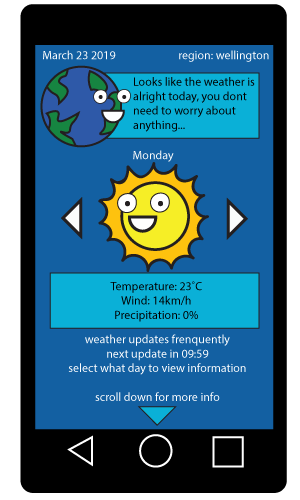 March 23 2019 region: wellington
Looks like the weather is
alright today, you dont
need to worry about
anything...
Monday
Temperature: 23°C
Wind: 14km/h
Precipitation: 0%
weather updates frenquently
next update in 09:59
select what day to view information
scroll down for more info